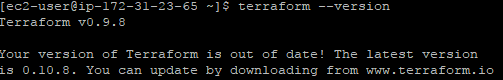 [ec2-user@ip-172-31-23-65 ~]$ terraform --version
Terraform v0.9.8
Your version of Terraform is out of date! The latest version
is 0.10.8. You can update by downloading from www.terraform.io